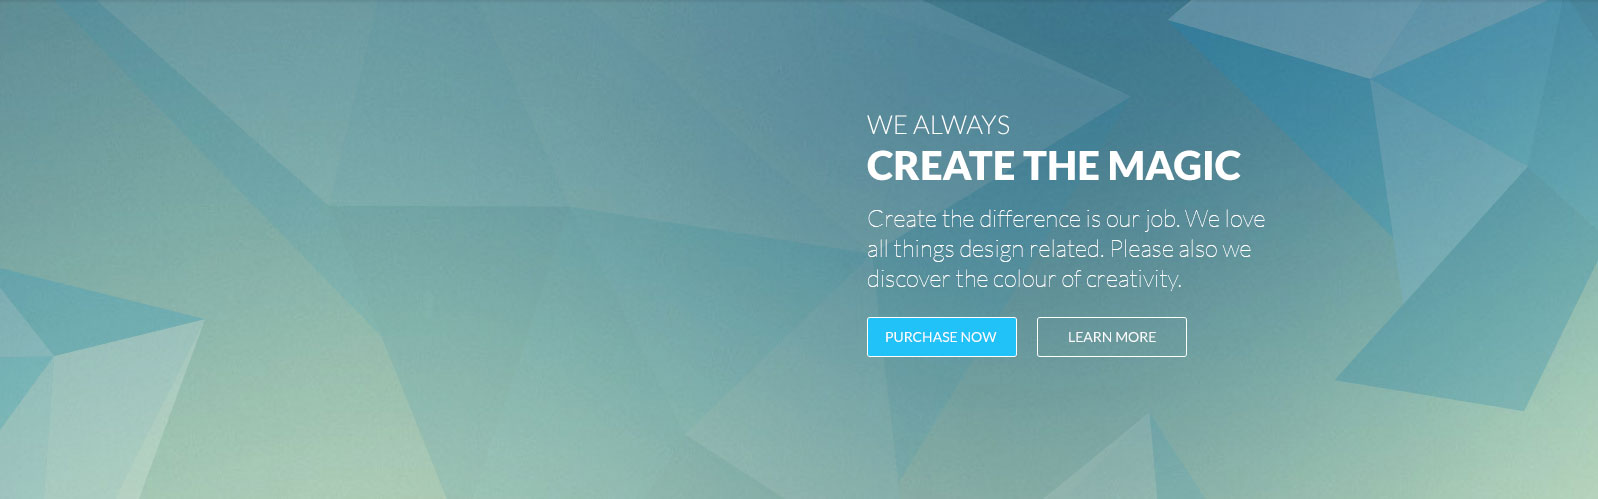 WE ALWAYS
CREATE THE MAGIC
Create the difference is our job. We love
all things design related. Please also we
discover the colour of creativity.
PURCHASE NOW
LEARN MORE